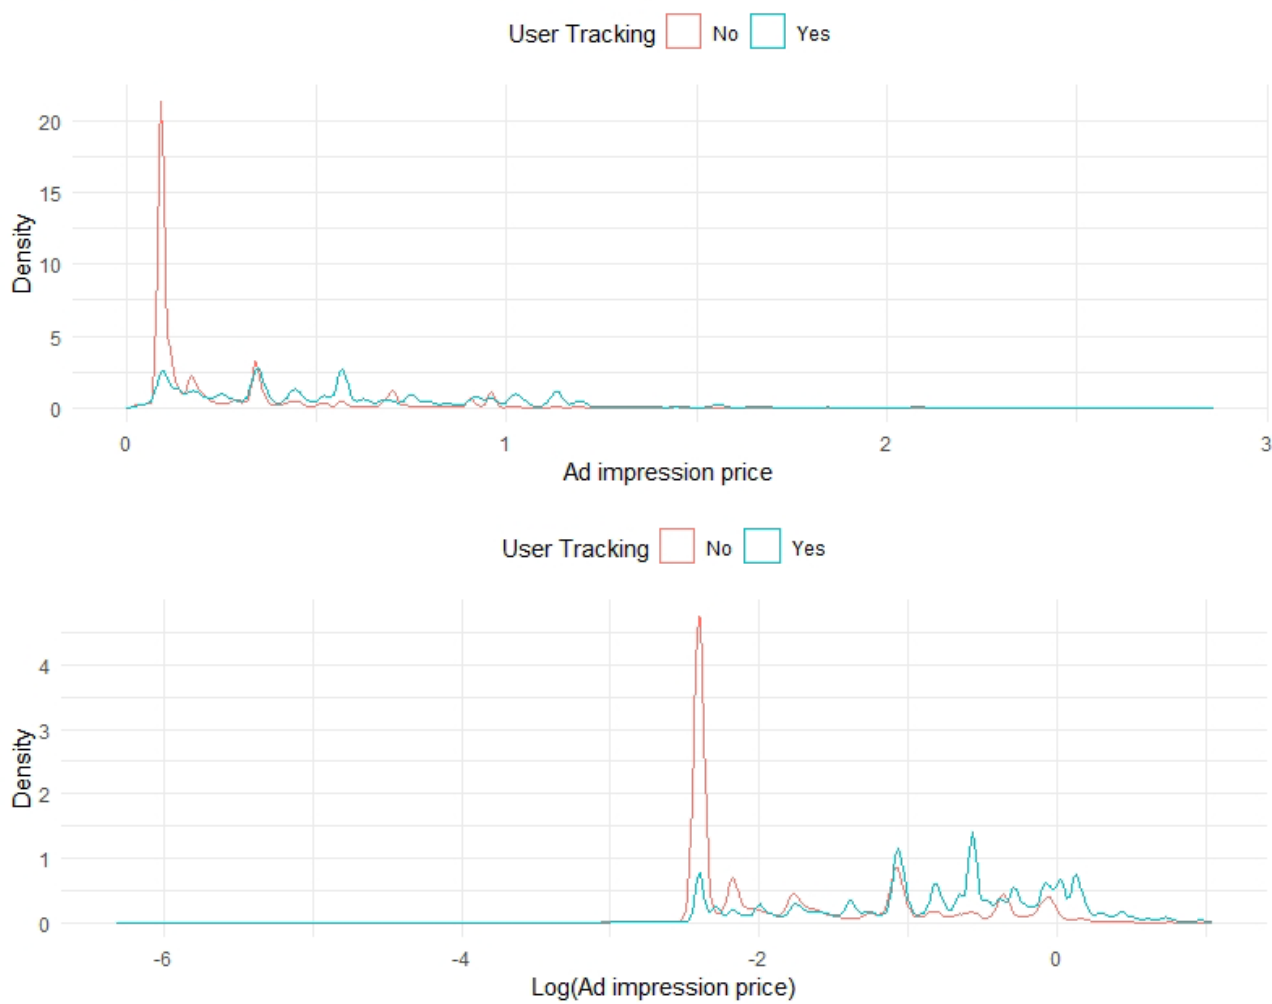 User Tracking No Yes
20
15
10
5
0
Density
0 1 2 3
Ad impression price
User Tracking No Yes
4
3
2
1
0
Density
-6 -4 -2 0
Log(Ad impression price)